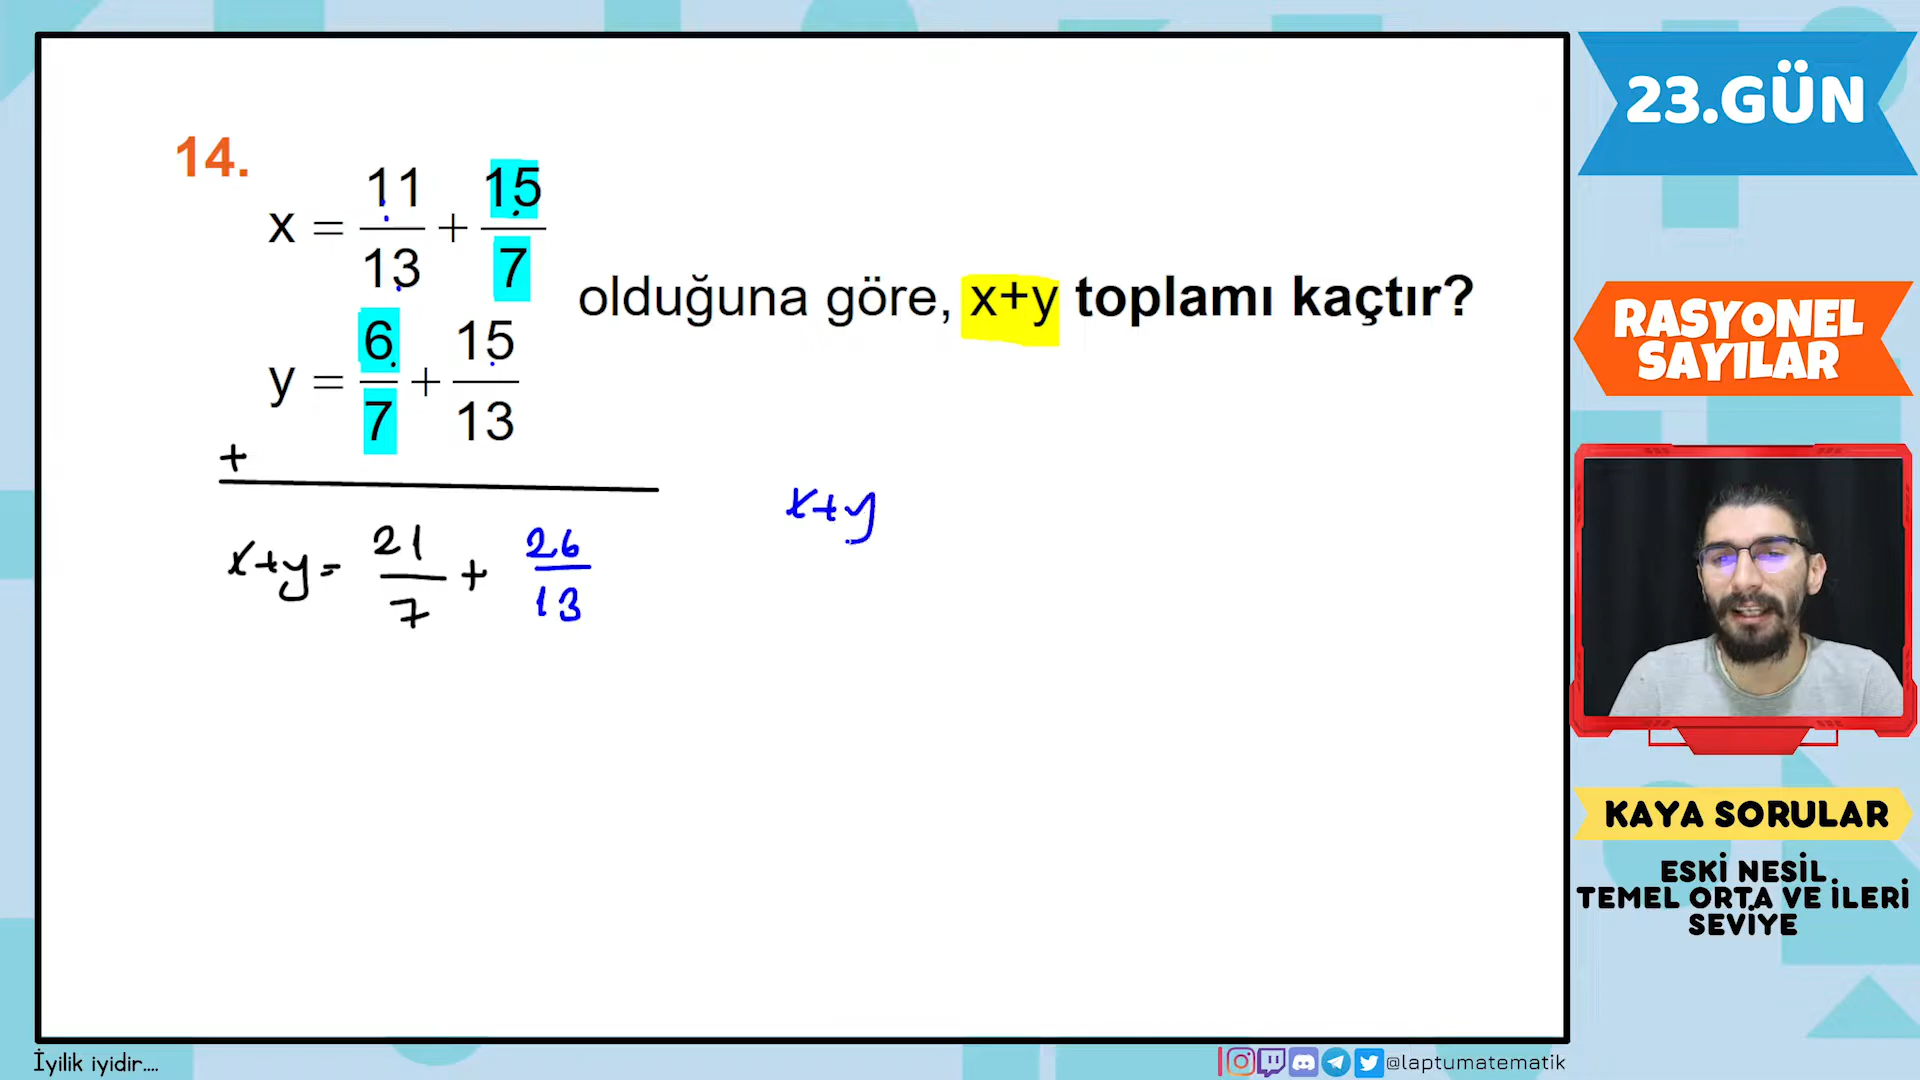 14.
x = 11/13 + 15/7
y = 6/7 + 15/13
olduğuna göre, x+y toplamı kaçtır?
+
x+y= 21/7 + 26/13
x+y
23.GÜN
RASYONEL
SAYILAR
KAYA SORULAR
ESKİ NESİL
TEMEL ORTA VE İLERİ
SEVİYE
İyilik iyidir....
@laptumatematik